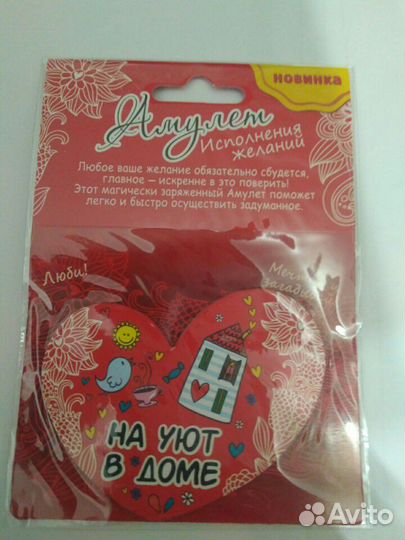 новинка
Амулет
Исполнения
желаний
Любое ваше желание обязательно сбудется,
главное – искренне в это поверить!
Этот магически заряженный Амулет поможет
легко и быстро осуществить задуманное.
Люби!
НА УЮТ
В ДОМЕ
Avito